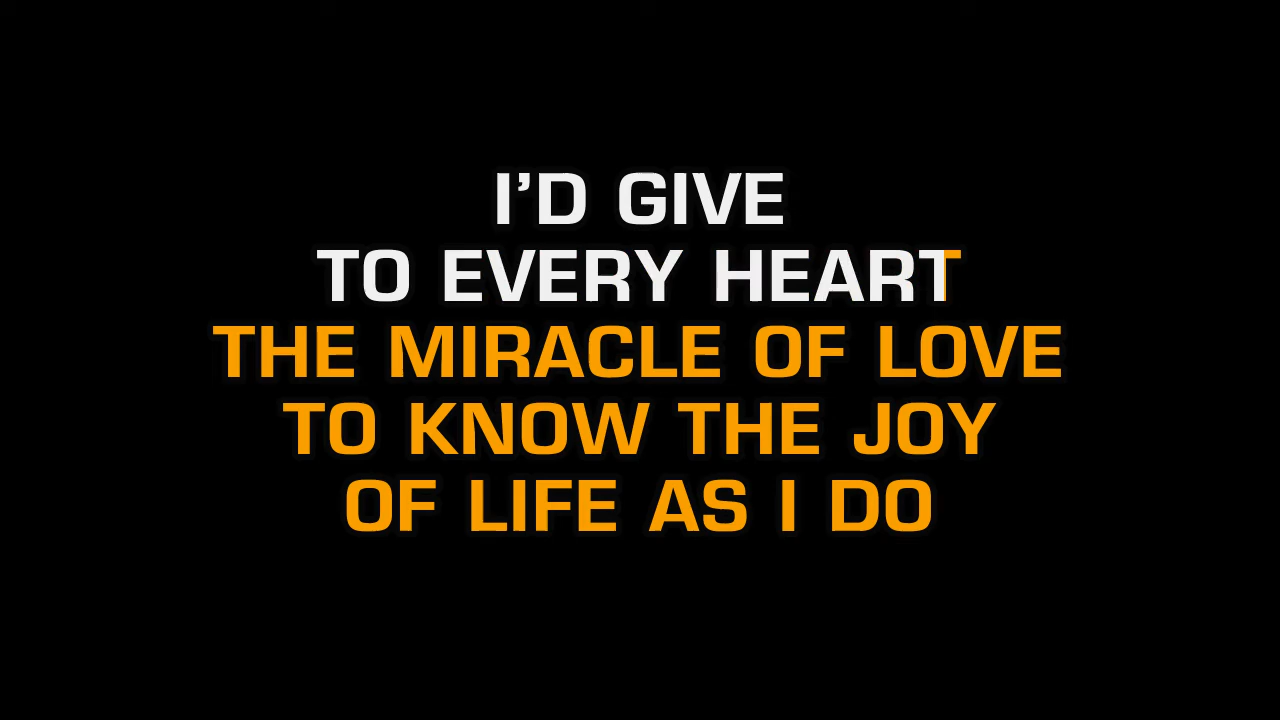 I’D GIVE
TO EVERY HEART
THE MIRACLE OF LOVE
TO KNOW THE JOY
OF LIFE AS I DO